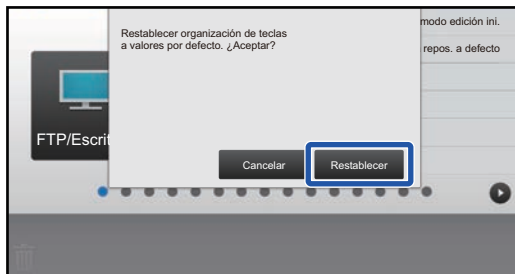 Restablecer organización de teclas
a valores por defecto. ¿Aceptar?
modo edición ini.
repos. a defecto
FTP/Escrit
Cancelar
Restablecer